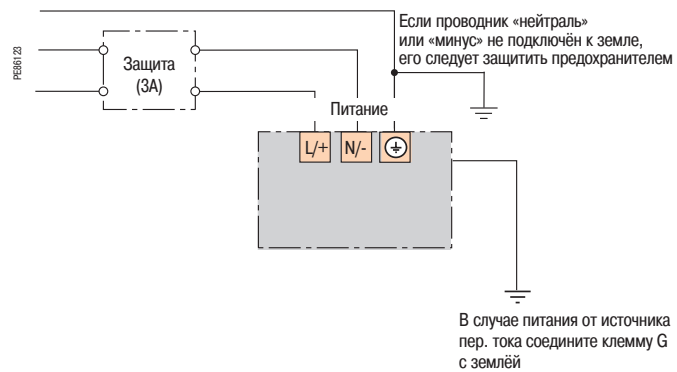 Если проводник «нейтраль»
или «минус» не подключён к земле,
его следует защитить предохранителем
PE86123
Защита
(3A)
Питание
L/+
N/-
В случае питания от источника
пер. тока соедините клемму G
с землёй